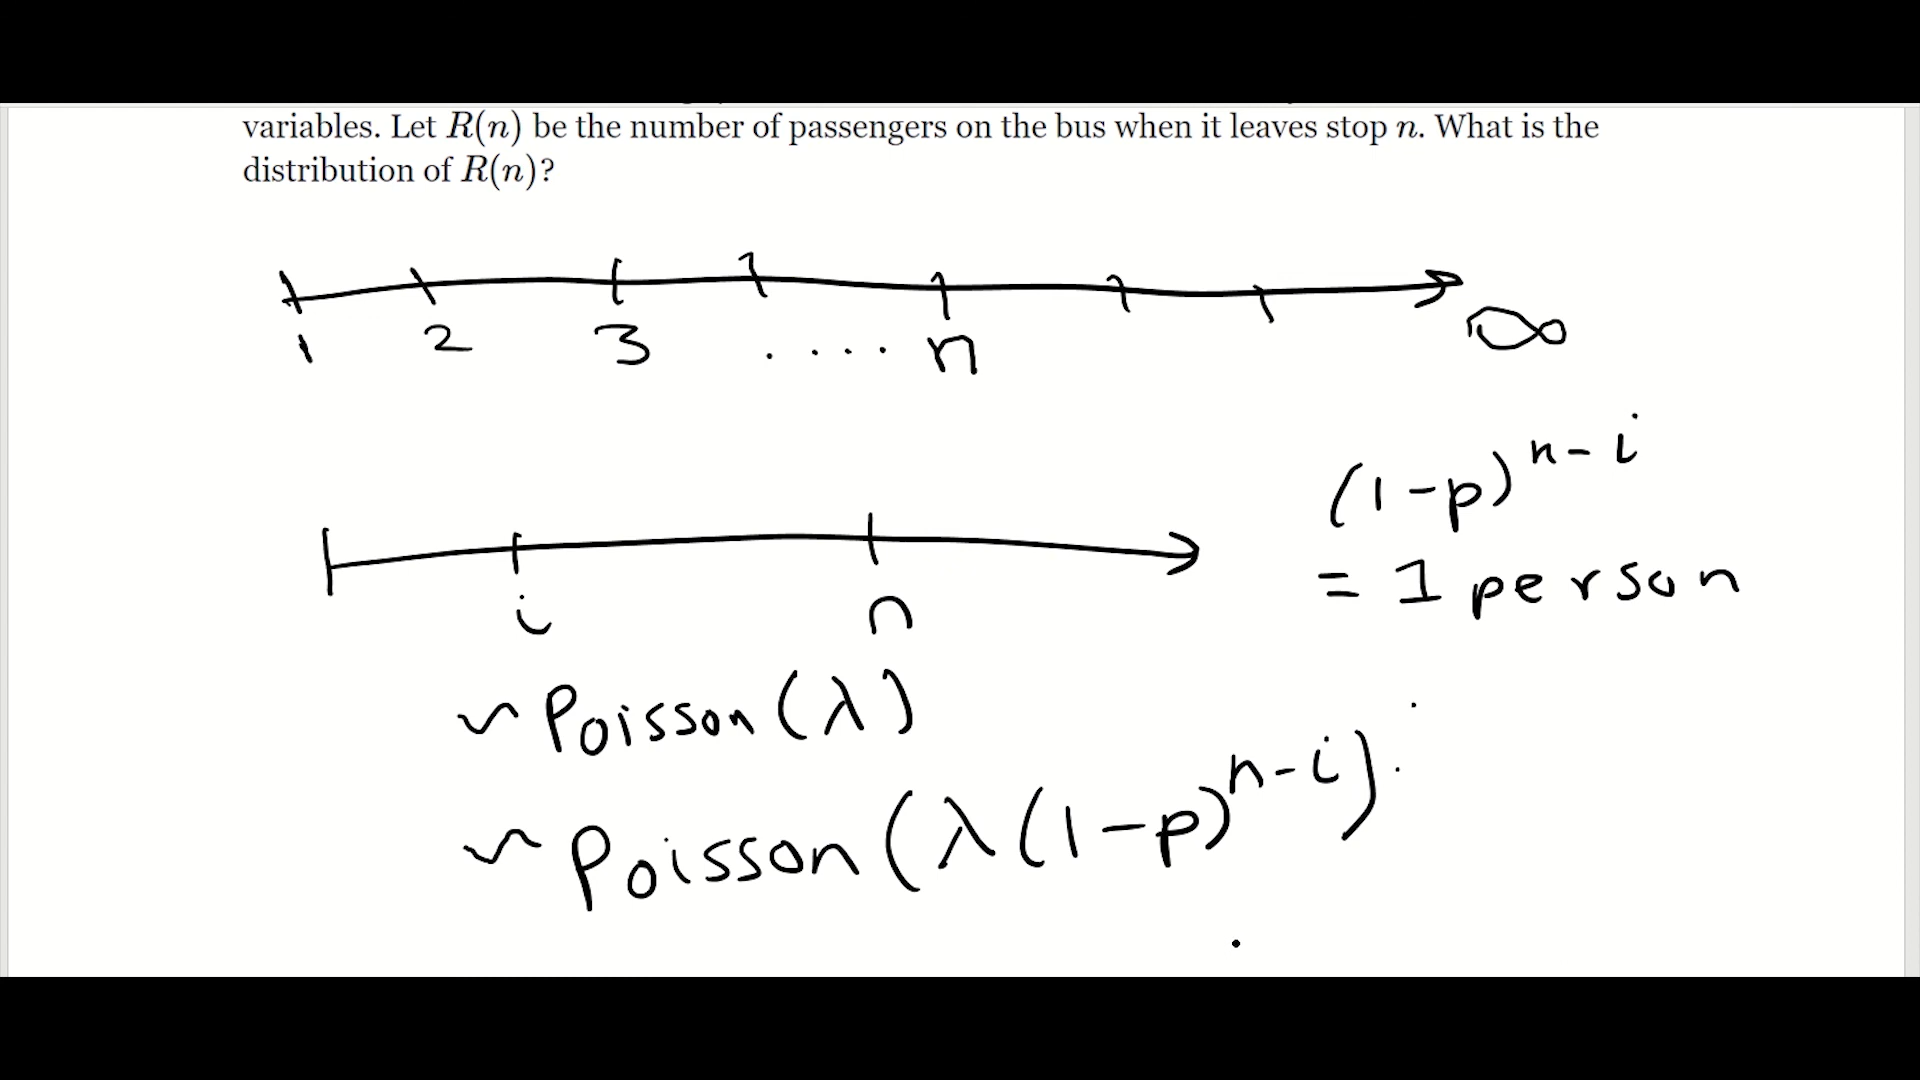 variables. Let R(n) be the number of passengers on the bus when it leaves stop n. What is the
distribution of R(n)?
1 2 3 ..... n ∞
(1-p)^{n-i}
= 1 person
i n
~ Poisson (λ)
~ Poisson (λ(1-p)^{n-i})